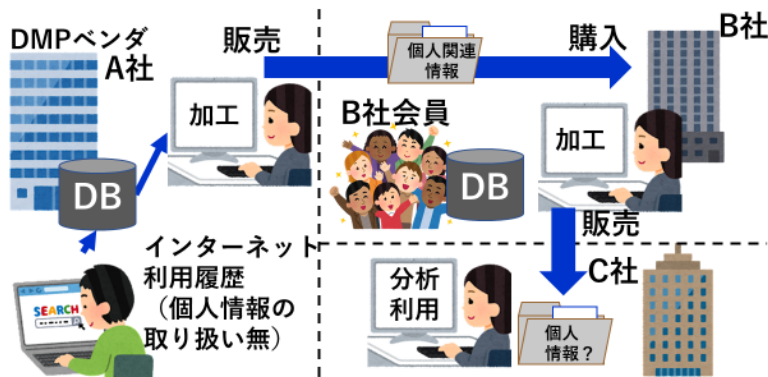 DMPベンダ
A社
販売
加工
DB
インターネット
利用履歴
（個人情報の
取り扱い無）
SEARCH
個人関連
情報
購入
B社
B社会員
DB
加工
販売
C社
分析
利用
個人
情報？